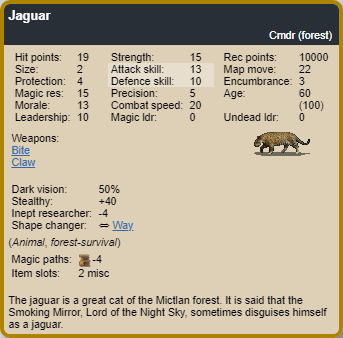 Jaguar
Cmdr (forest)
Hit points: 19 Strength: 15 Rec points: 10000
Size: 2 Attack skill: 13 Map move: 22
Protection: 4 Defence skill: 10 Encumbrance: 3
Magic res: 15 Precision: 5 Age: 60
Morale: 13 Combat speed: 20 (100)
Leadership: 10 Magic ldr: 0 Undead ldr: 0
Weapons:
Bite
Claw
Dark vision: 50%
Stealthy: +40
Inept researcher: -4
Shape changer: ⇔ Way
(Animal, forest-survival)
Magic paths: -4
Item slots: 2 misc
The jaguar is a great cat of the Mictlan forest. It is said that the
Smoking Mirror, Lord of the Night Sky, sometimes disguises himself
as a jaguar.